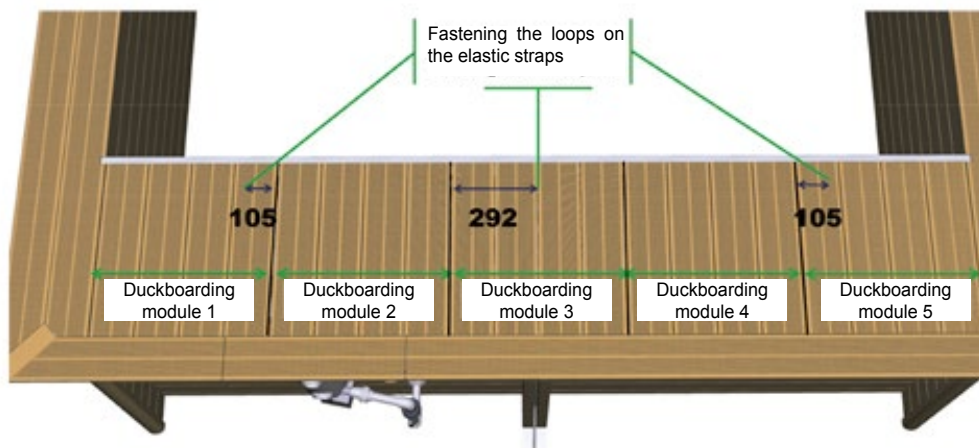 Fastening the loops on
the elastic straps
105
292
105
Duckboarding
module 1
Duckboarding
module 2
Duckboarding
module 3
Duckboarding
module 4
Duckboarding
module 5